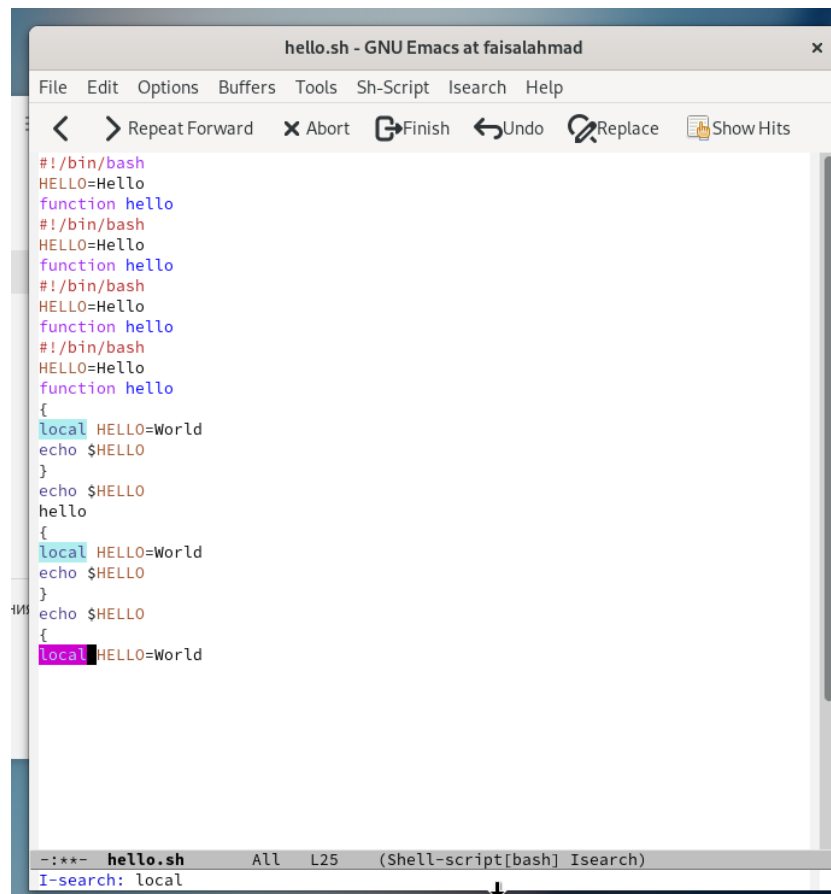 hello.sh - GNU Emacs at faisalahmad ×
File Edit Options Buffers Tools Sh-Script Isearch Help
Repeat Forward Abort Finish Undo Replace Show Hits
#!/bin/bash
HELLO=Hello
function hello
#!/bin/bash
HELLO=Hello
function hello
#!/bin/bash
HELLO=Hello
function hello
#!/bin/bash
HELLO=Hello
function hello
{
local HELLO=World
echo $HELLO
}
echo $HELLO
hello
{
local HELLO=World
echo $HELLO
}
echo $HELLO
{
local HELLO=World
-:**- hello.sh All L25 (Shell-script[bash] Isearch)
I-search: local